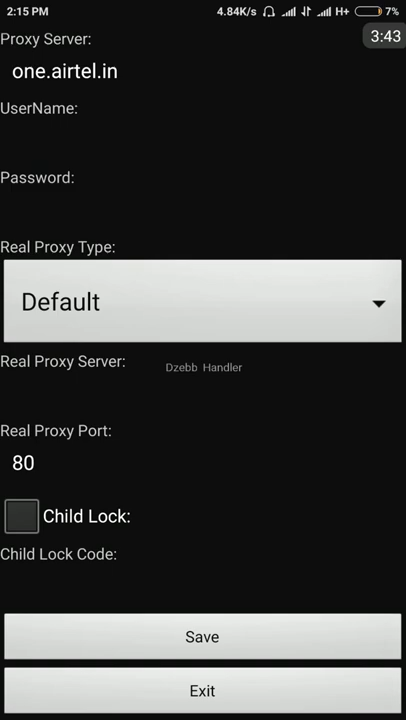 2:15 PM 4.84K/s H+ 7%
3:43
Proxy Server:
one.airtel.in
UserName:
Password:
Real Proxy Type:
Default
Real Proxy Server:
Dzebb Handler
Real Proxy Port:
80
Child Lock:
Child Lock Code:
Save
Exit